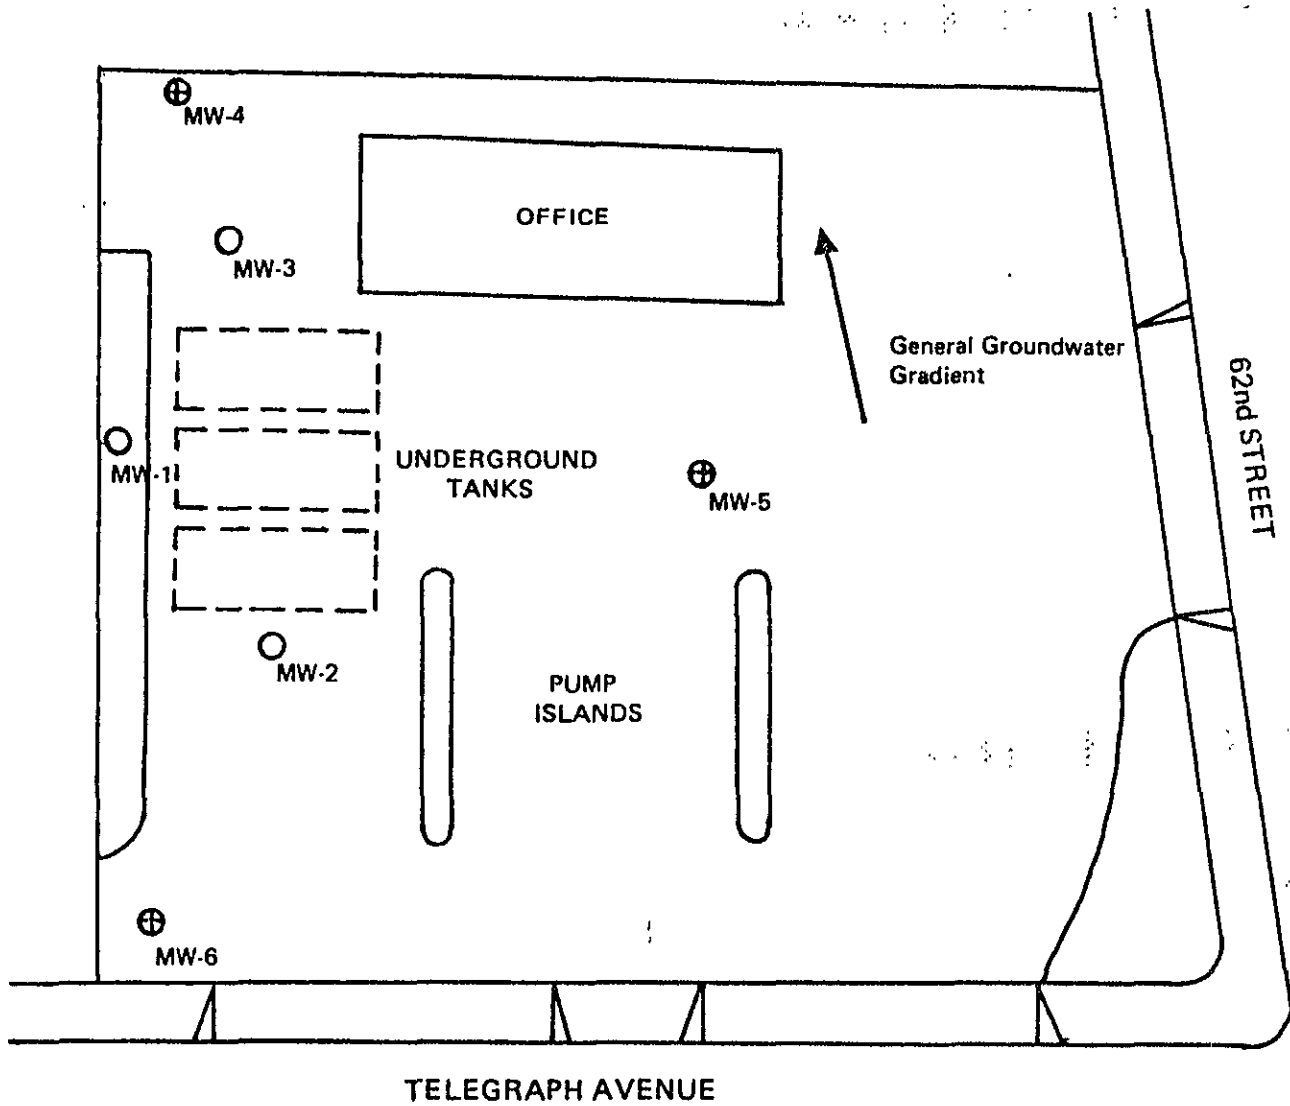 MW-4
OFFICE
MW-3
General Groundwater
Gradient
62nd STREET
MW-1
UNDERGROUND
TANKS
MW-5
MW-2
PUMP
ISLANDS
MW-6
TELEGRAPH AVENUE